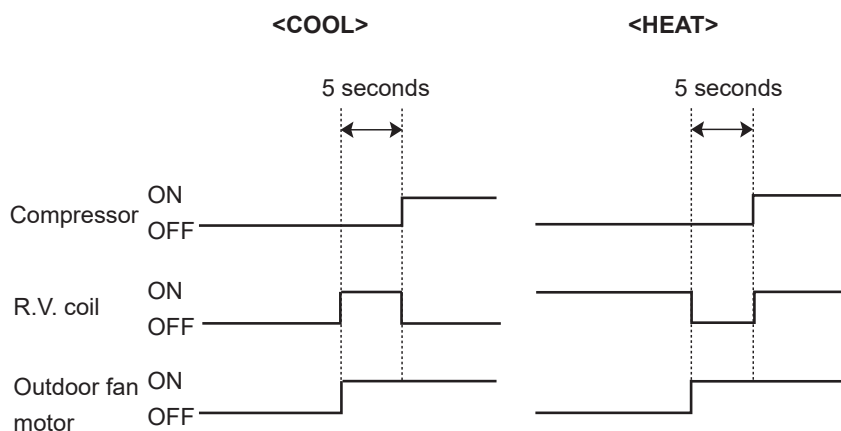 <COOL>
<HEAT>
5 seconds
5 seconds
Compressor
ON
OFF
R.V. coil
ON
OFF
Outdoor fan
motor
ON
OFF